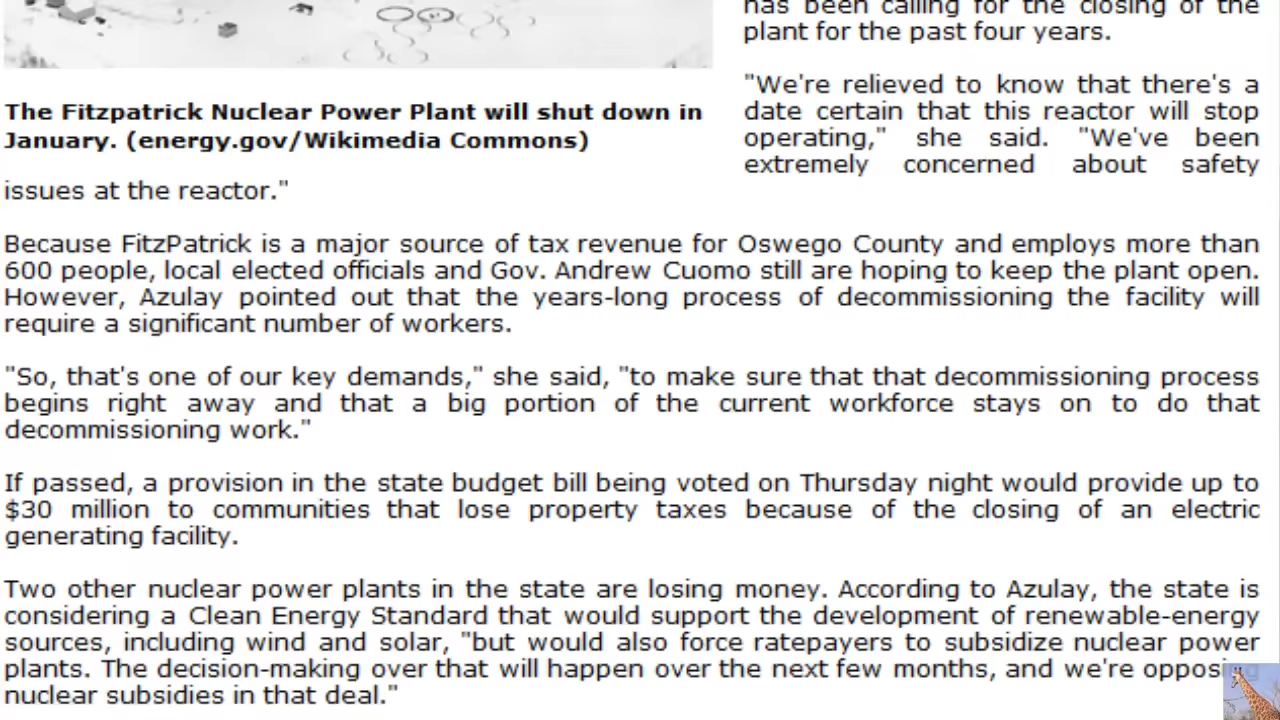 has been calling for the closing of the
plant for the past four years.
"We're relieved to know that there's a
date certain that this reactor will stop
operating," she said. "We've been
extremely concerned about safety
The Fitzpatrick Nuclear Power Plant will shut down in
January. (energy.gov/Wikimedia Commons)
issues at the reactor."
Because FitzPatrick is a major source of tax revenue for Oswego County and employs more than
600 people, local elected officials and Gov. Andrew Cuomo still are hoping to keep the plant open.
However, Azulay pointed out that the years-long process of decommissioning the facility will
require a significant number of workers.
"So, that's one of our key demands," she said, "to make sure that that decommissioning process
begins right away and that a big portion of the current workforce stays on to do that
decommissioning work."
If passed, a provision in the state budget bill being voted on Thursday night would provide up to
$30 million to communities that lose property taxes because of the closing of an electric
generating facility.
Two other nuclear power plants in the state are losing money. According to Azulay, the state is
considering a Clean Energy Standard that would support the development of renewable-energy
sources, including wind and solar, "but would also force ratepayers to subsidize nuclear power
plants. The decision-making over that will happen over the next few months, and we're opposing
nuclear subsidies in that deal."